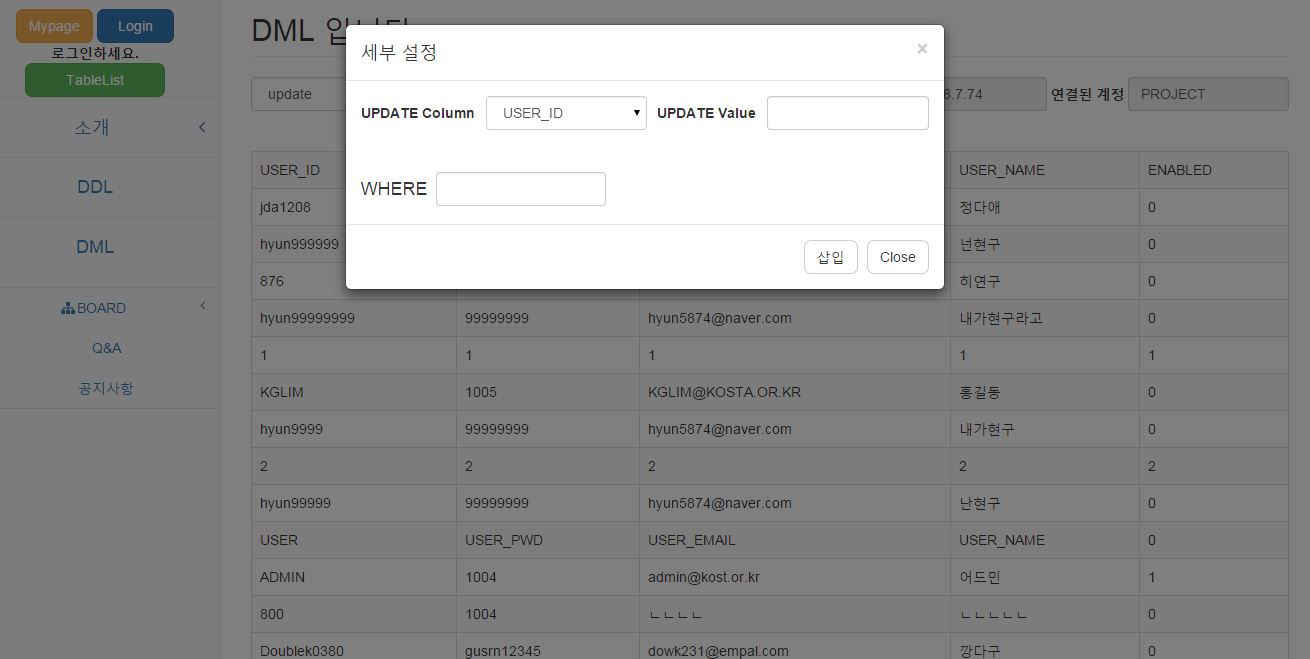 Mypage Login
로그인하세요.
TableList
소개
DDL
DML
BOARD
Q&A
공지사항
DML 입니다
update 8.7.74 연결된 계정 PROJECT
세부 설정 ×
UPDATE Column USER_ID UPDATE Value
WHERE
삽입 Close
USER_ID USER_NAME ENABLED
jda1208 정다애 0
hyun999999 넌현구 0
876 히연구 0
hyun99999999 99999999 hyun5874@naver.com 내가현구라고 0
1 1 1 1 1
KGLIM 1005 KGLIM@KOSTA.OR.KR 홍길동 0
hyun9999 99999999 hyun5874@naver.com 내가현구 0
2 2 2 2 2
hyun99999 99999999 hyun5874@naver.com 난현구 0
USER USER_PWD USER_EMAIL USER_NAME 0
ADMIN 1004 admin@kost.or.kr 어드민 1
800 1004 ㄴㄴㄴㄴ ㄴㄴㄴㄴㄴ 0
Doublek0380 gusrn12345 dowk231@empal.com 깡다구 0